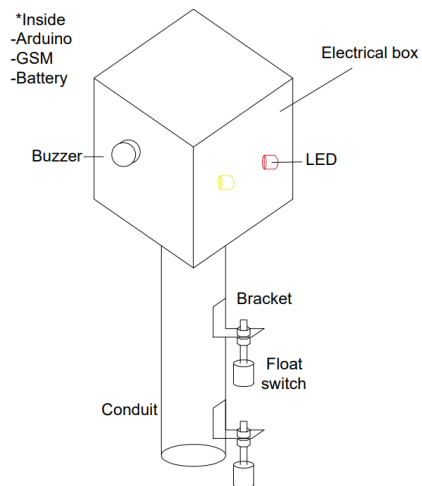 *Inside
-Arduino
-GSM
-Battery
Electrical box
Buzzer
LED
Bracket
Float
switch
Conduit